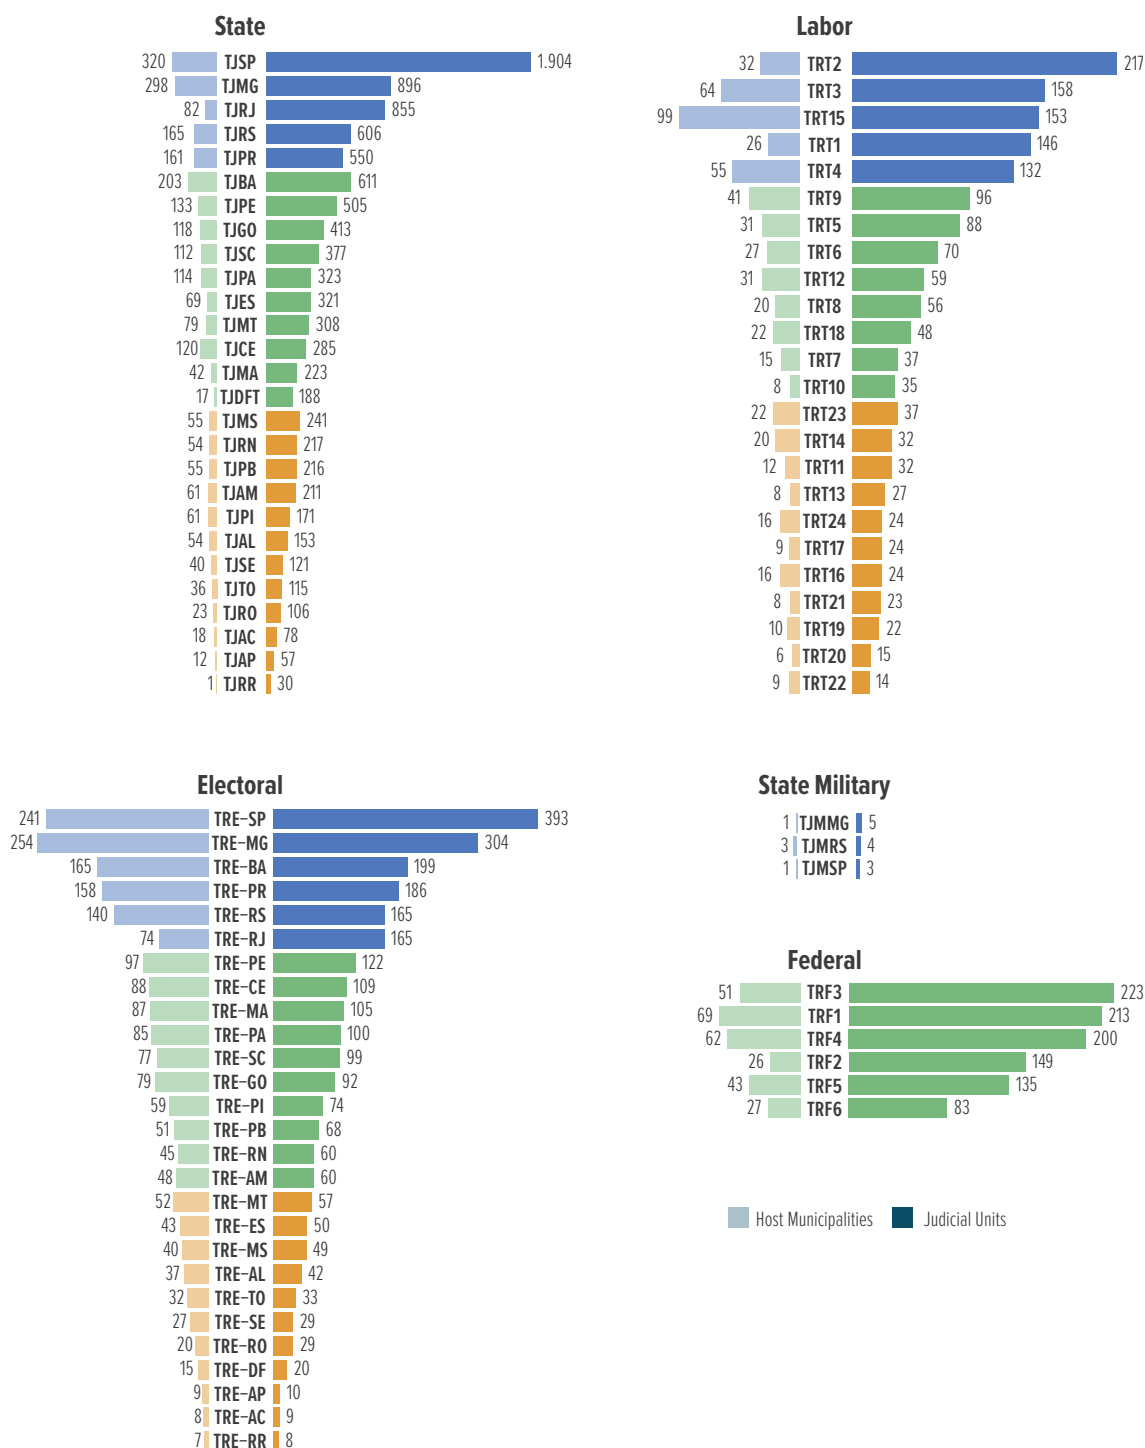 State
320 TJSP 1.904
298 TJMG 896
82 TJRJ 855
165 TJRS 606
161 TJPR 550
203 TJBA 611
133 TJPE 505
118 TJGO 413
112 TJSC 377
114 TJPA 323
69 TJES 321
79 TJMT 308
120 TJCE 285
42 TJMA 223
17 TJDFT 188
55 TJMS 241
54 TJRN 217
55 TJPB 216
61 TJAM 211
61 TJPI 171
54 TJAL 153
40 TJSE 121
36 TJTO 115
23 TJRO 106
18 TJAC 78
12 TJAP 57
1 TJRR 30
Labor
32 TRT2 217
64 TRT3 158
99 TRT15 153
26 TRT1 146
55 TRT4 132
41 TRT9 96
31 TRT5 88
27 TRT6 70
31 TRT12 59
20 TRT8 56
22 TRT18 48
15 TRT7 37
8 TRT10 35
22 TRT23 37
20 TRT14 32
12 TRT11 32
8 TRT13 27
16 TRT24 24
9 TRT17 24
16 TRT16 24
8 TRT21 23
10 TRT19 22
6 TRT20 15
9 TRT22 14
Electoral
241 TRE-SP 393
254 TRE-MG 304
165 TRE-BA 199
158 TRE-PR 186
140 TRE-RS 165
74 TRE-RJ 165
97 TRE-PE 122
88 TRE-CE 109
87 TRE-MA 105
85 TRE-PA 100
77 TRE-SC 99
79 TRE-GO 92
59 TRE-PI 74
51 TRE-PB 68
45 TRE-RN 60
48 TRE-AM 60
52 TRE-MT 57
43 TRE-ES 50
40 TRE-MS 49
37 TRE-AL 42
32 TRE-TO 33
27 TRE-SE 29
20 TRE-RO 29
15 TRE-DF 20
9 TRE-AP 10
8 TRE-AC 9
7 TRE-RR 8
State Military
1 TJMMG 5
3 TJMRS 4
1 TJMSP 3
Federal
51 TRF3 223
69 TRF1 213
62 TRF4 200
26 TRF2 149
43 TRF5 135
27 TRF6 83
Host Municipalities Judicial Units